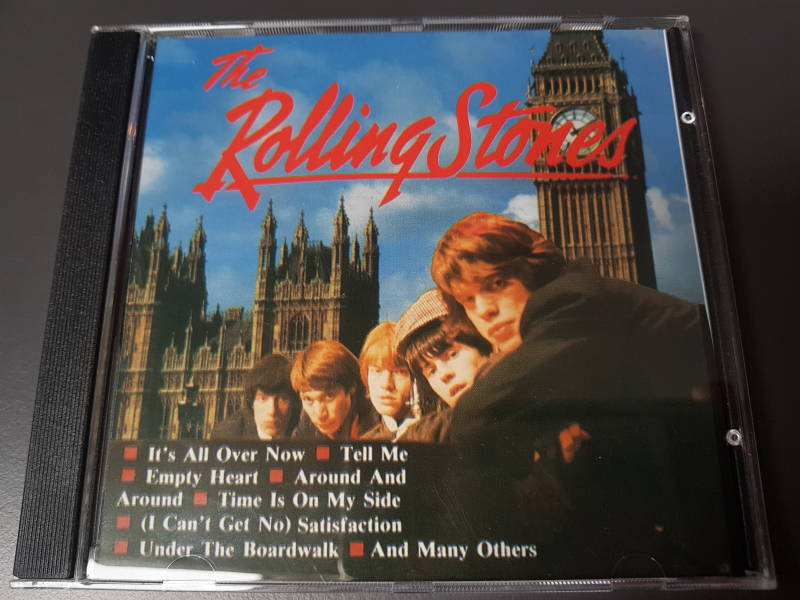 The
Rolling Stones
■ It's All Over Now ■ Tell Me
■ Empty Heart ■ Around And
Around ■ Time Is On My Side
■ (I Can't Get No) Satisfaction
■ Under The Boardwalk ■ And Many Others